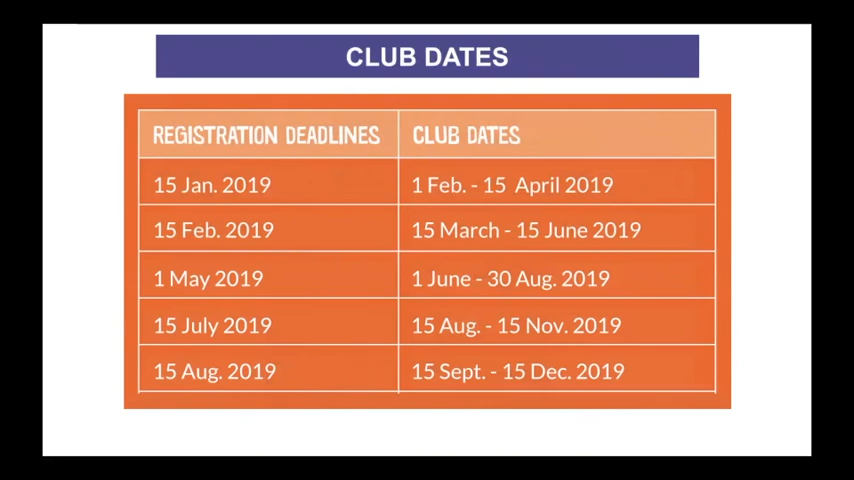 CLUB DATES
REGISTRATION DEADLINES CLUB DATES
15 Jan. 2019 1 Feb. - 15 April 2019
15 Feb. 2019 15 March - 15 June 2019
1 May 2019 1 June - 30 Aug. 2019
15 July 2019 15 Aug. - 15 Nov. 2019
15 Aug. 2019 15 Sept. - 15 Dec. 2019